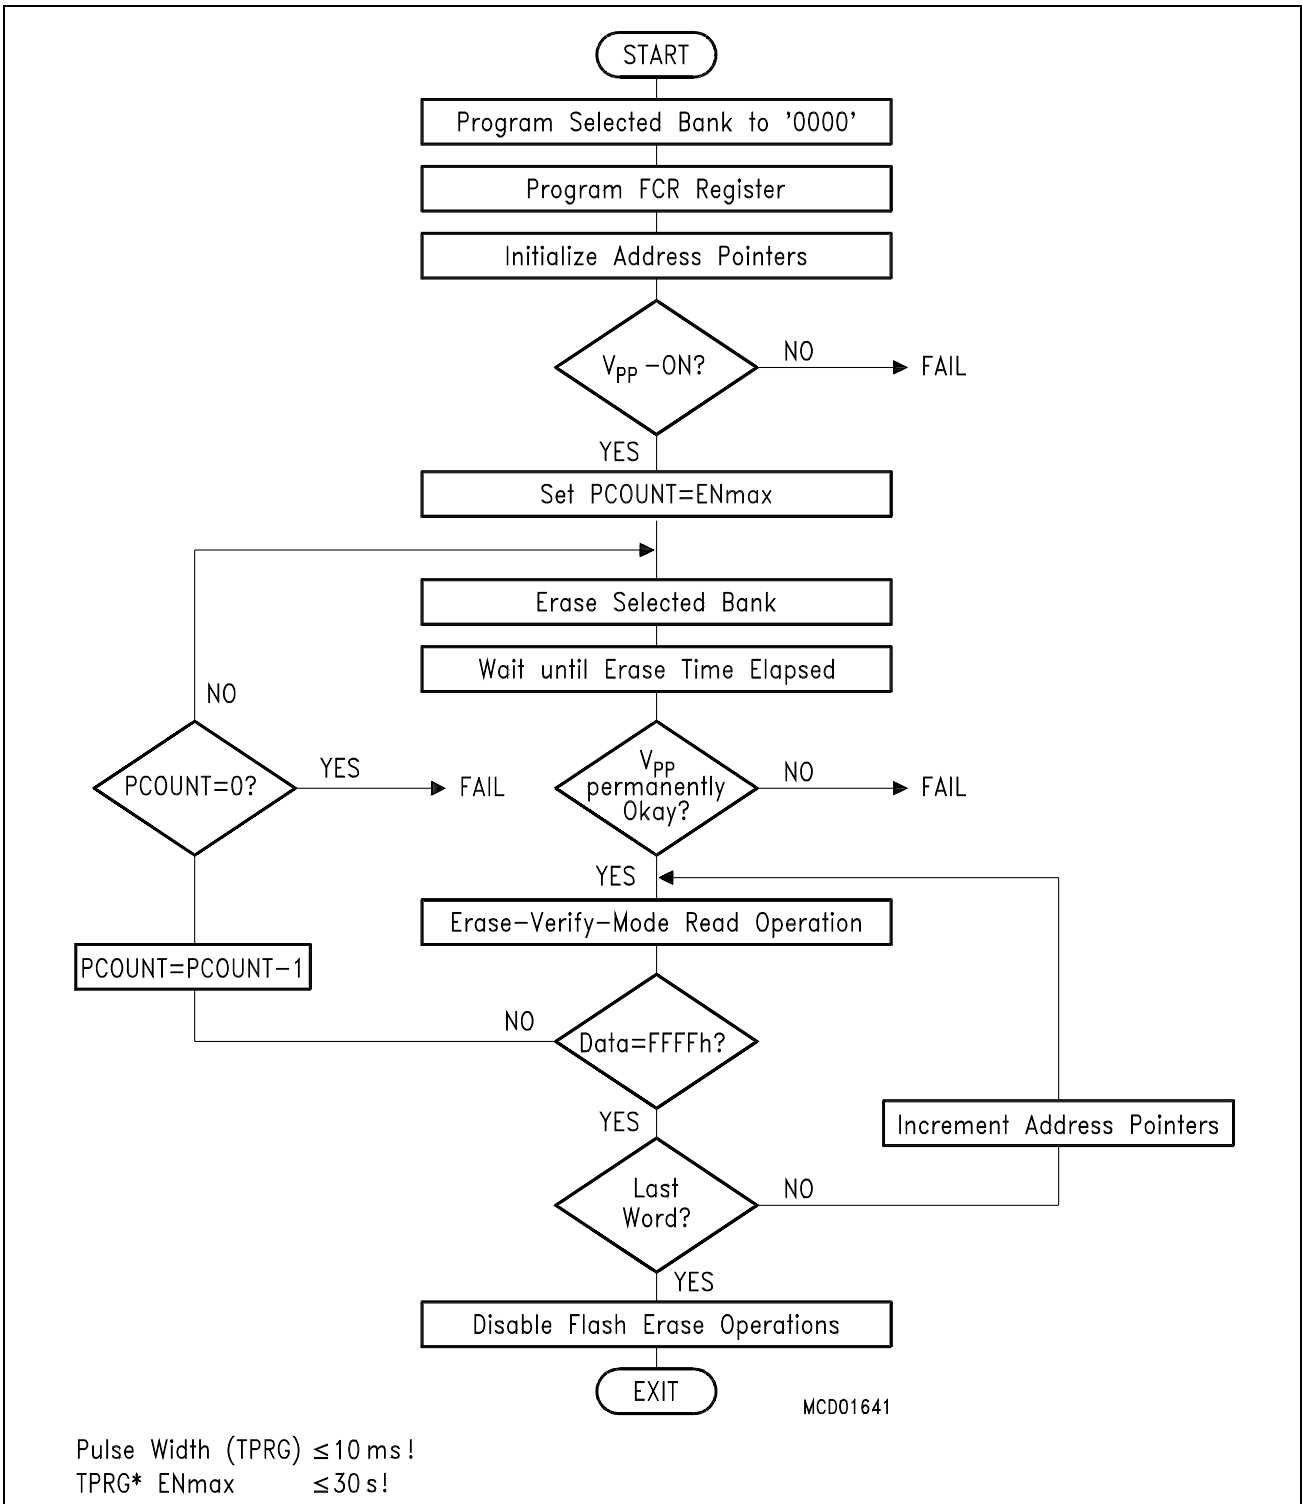 START
Program Selected Bank to '0000'
Program FCR Register
Initialize Address Pointers
VPP -ON?
NO
FAIL
YES
Set PCOUNT=ENmax
Erase Selected Bank
Wait until Erase Time Elapsed
NO
PCOUNT=0?
YES
FAIL
VPP
permanently
Okay?
NO
FAIL
YES
Erase-Verify-Mode Read Operation
PCOUNT=PCOUNT-1
NO
Data=FFFFh?
YES
Increment Address Pointers
Last
Word?
NO
YES
Disable Flash Erase Operations
EXIT
MCD01641
Pulse Width (TPRG) ≤10 ms!
TPRG* ENmax ≤30 s!